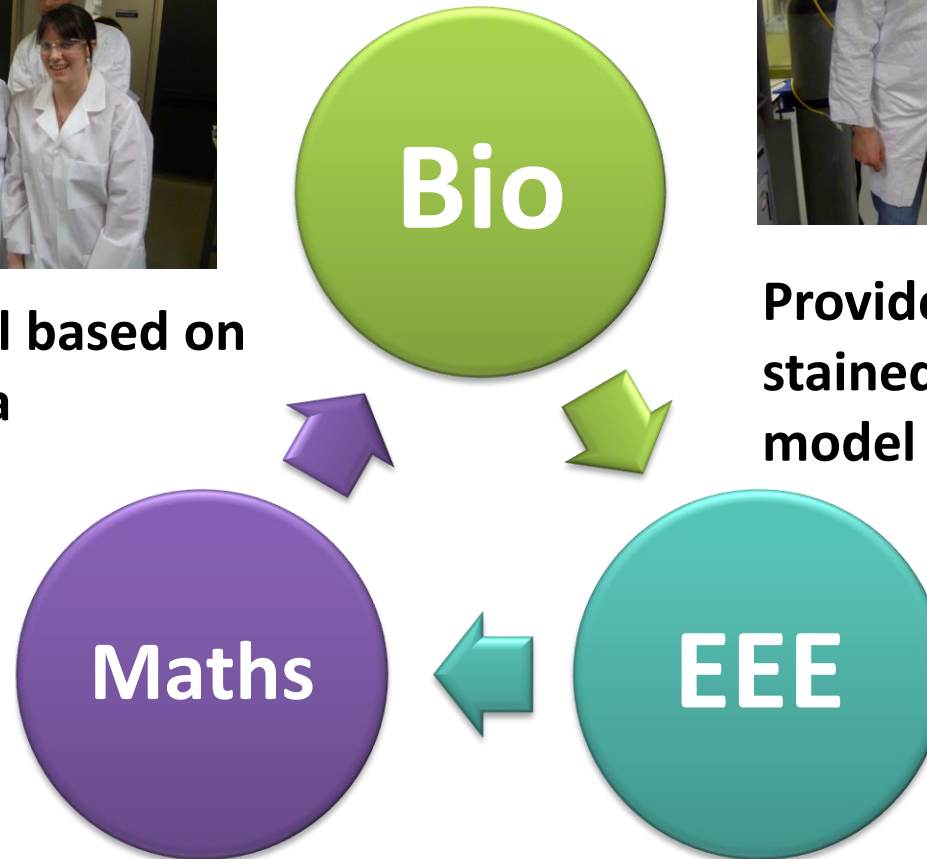 Bio
l based on
a
Provide
stained
model
Maths
EEE